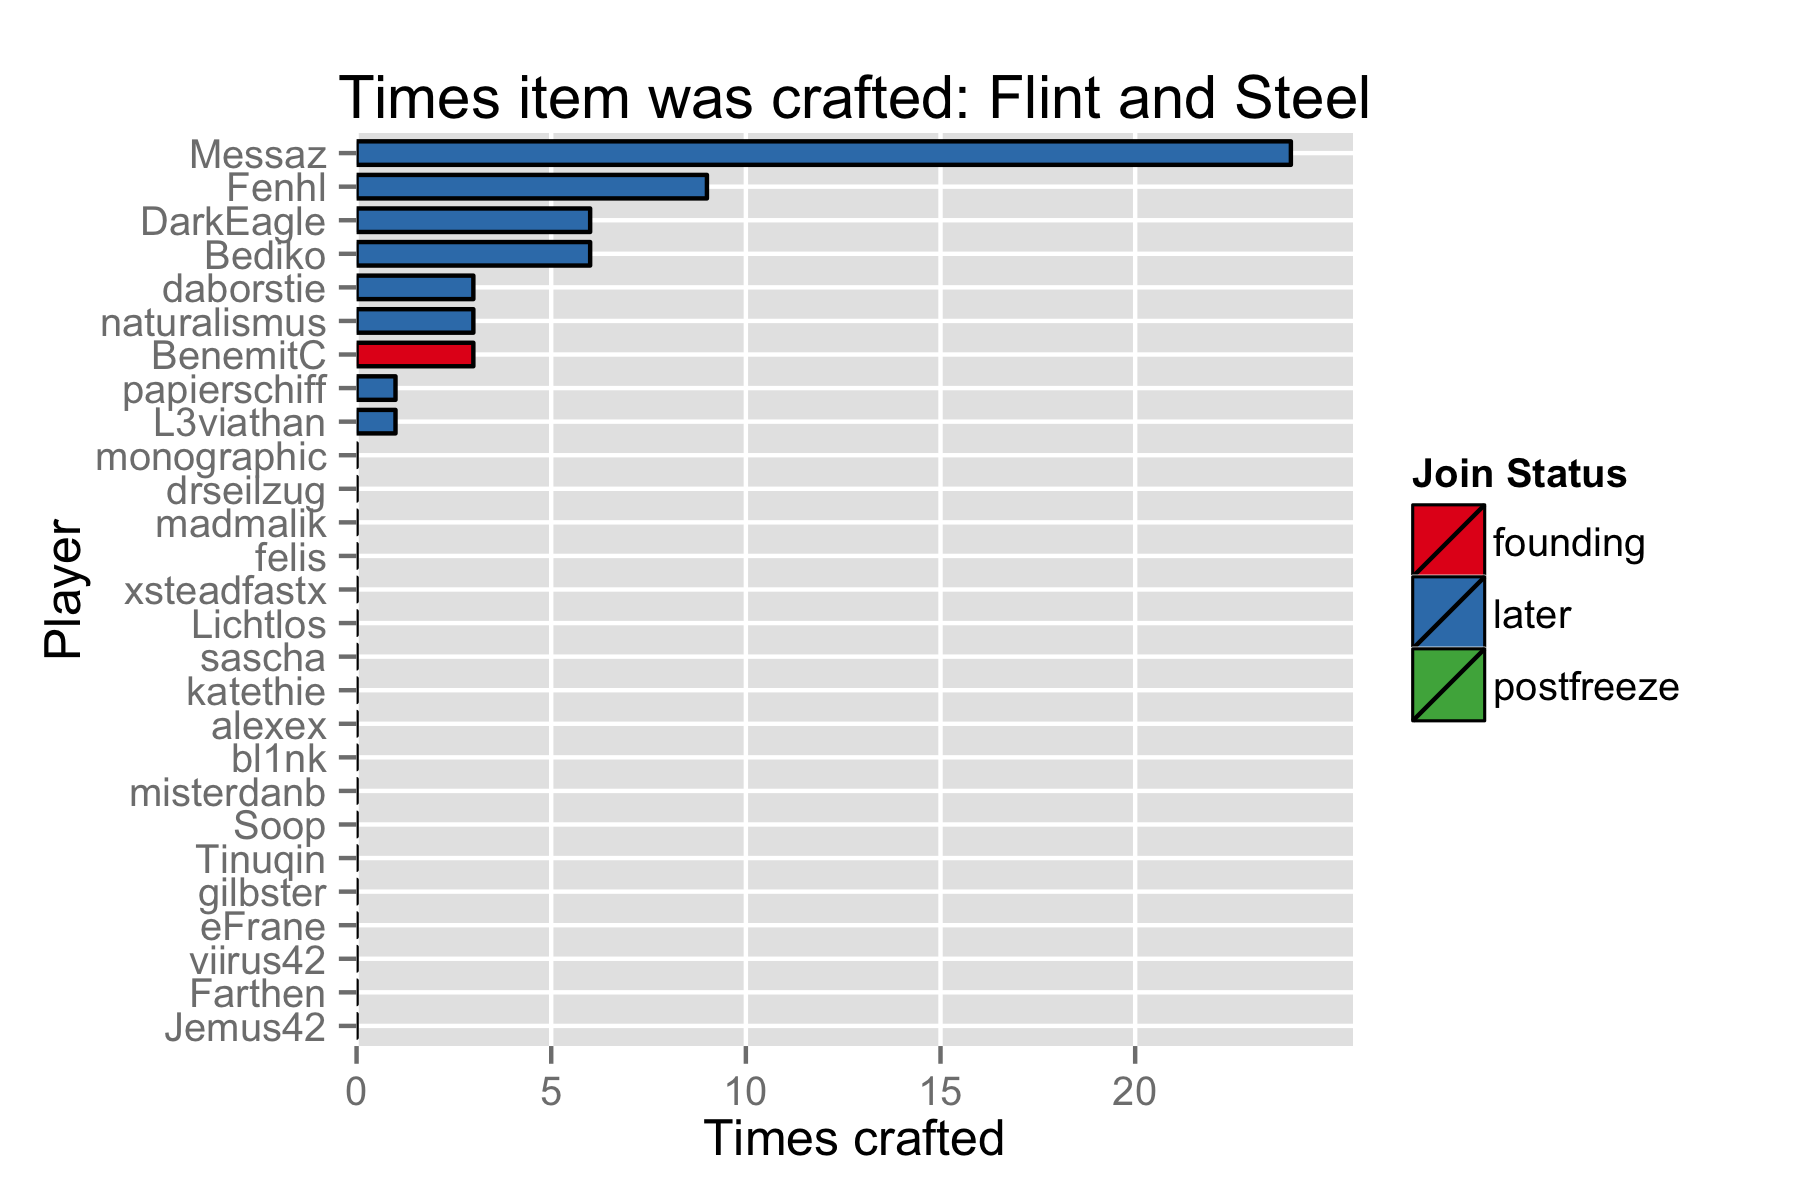 Times item was crafted: Flint and Steel
Messaz
Fenhl
DarkEagle
Bediko
daborstie
naturalismus
BenemitC
papierschiff
L3viathan
monographic
drseilzug
madmalik
felis
xsteadfastx
Lichtlos
sascha
katethie
alexex
bl1nk
misterdanb
Soop
Tinuqin
gilbster
eFrane
viirus42
Farthen
Jemus42
Player
0 5 10 15 20
Times crafted
Join Status
founding
later
postfreeze